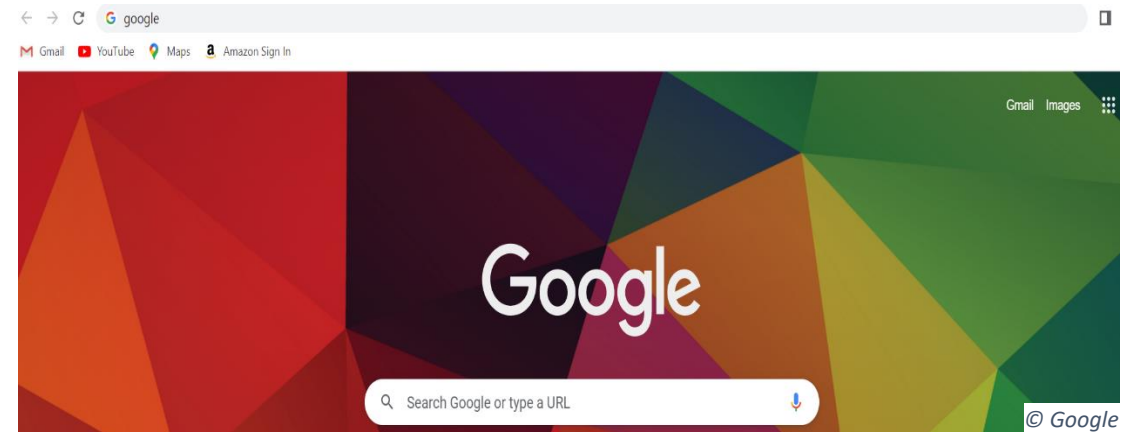 google
Gmail YouTube Maps a Amazon Sign In
Gmail Images
Google
Search Google or type a URL
© Google